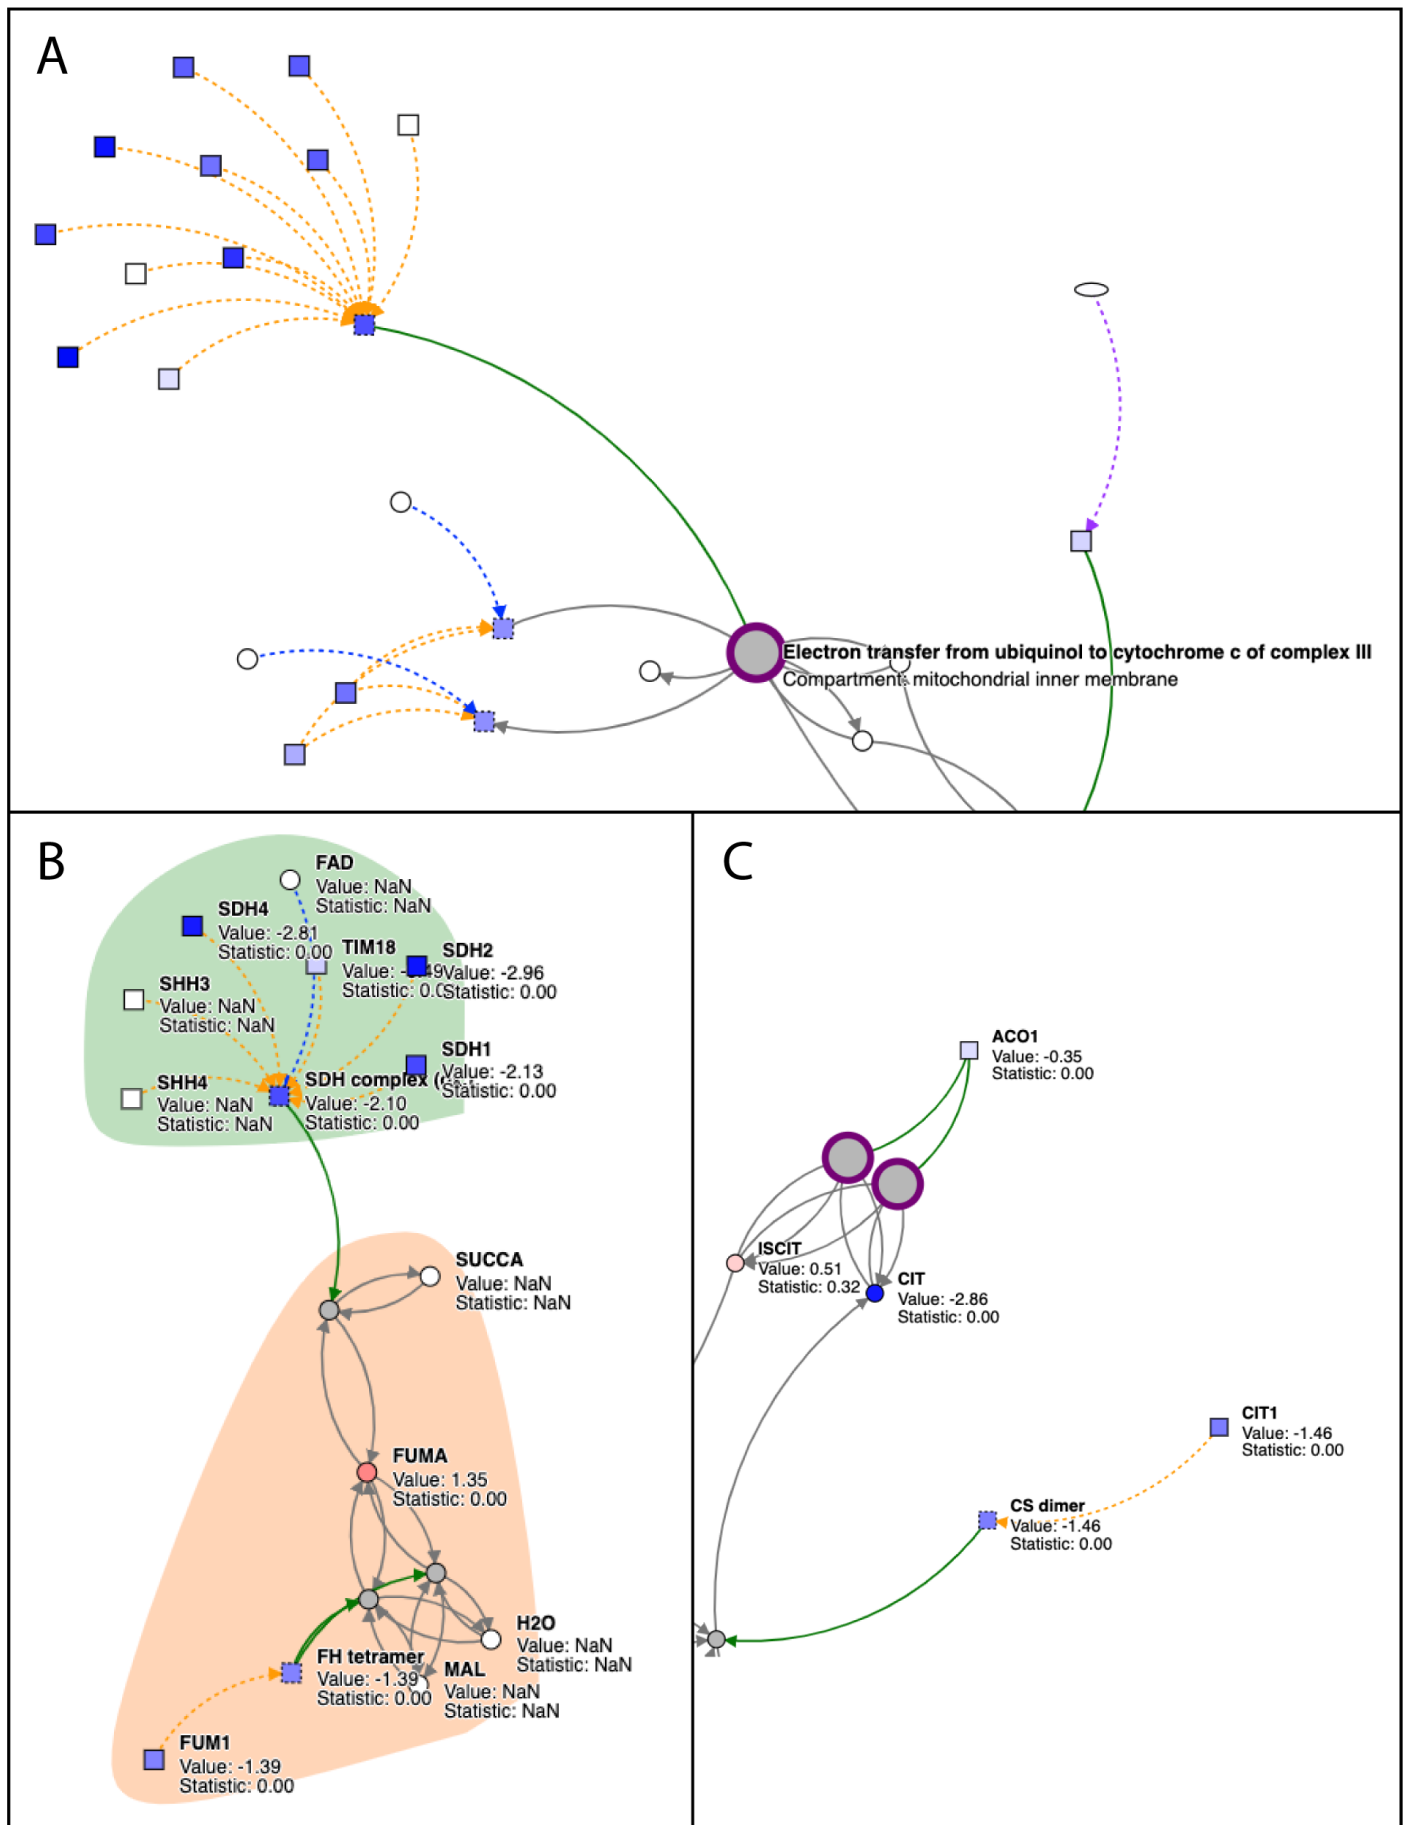 A
Electron transfer from ubiquinol to cytochrome c of complex III
Compartment: mitochondrial inner membrane
B
FAD
Value: NaN
Statistic: NaN
SDH4
Value: -2.81
Statistic: 0.00
TIM18
Value:
Statistic:
SDH2
Value: -2.96
Statistic: 0.00
SHH3
Value: NaN
Statistic: NaN
SDH1
Value: -2.13
Statistic: 0.00
SDH complex
Value: -2.10
Statistic: 0.00
SHH4
Value: NaN
Statistic: NaN
SUCCA
Value: NaN
Statistic: NaN
FUMA
Value: 1.35
Statistic: 0.00
H2O
Value: NaN
Statistic: NaN
FH tetramer
Value: -1.39
Statistic: 0.00
MAL
Value: NaN
Statistic: NaN
FUM1
Value: -1.39
Statistic: 0.00
C
ACO1
Value: -0.35
Statistic: 0.00
ISCIT
Value: 0.51
Statistic: 0.32
CIT
Value: -2.86
Statistic: 0.00
CIT1
Value: -1.46
Statistic: 0.00
CS dimer
Value: -1.46
Statistic: 0.00